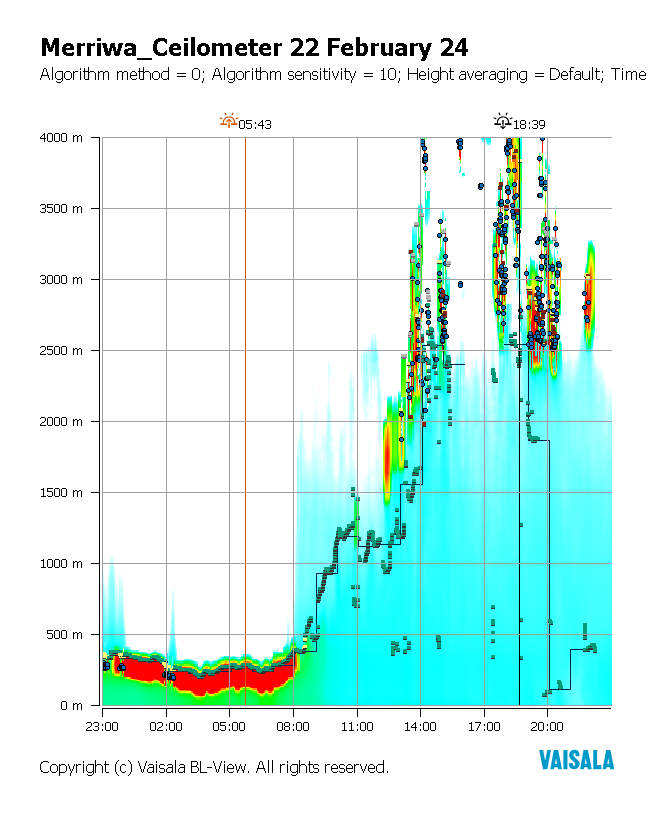 Merriwa_Ceilometer 22 February 24
Algorithm method = 0; Algorithm sensitivity = 10; Height averaging = Default; Time
05:43
18:39
4000 m
3500 m
3000 m
2500 m
2000 m
1500 m
1000 m
500 m
0 m
23:00 02:00 05:00 08:00 11:00 14:00 17:00 20:00
VAISALA
Copyright (c) Vaisala BL-View. All rights reserved.